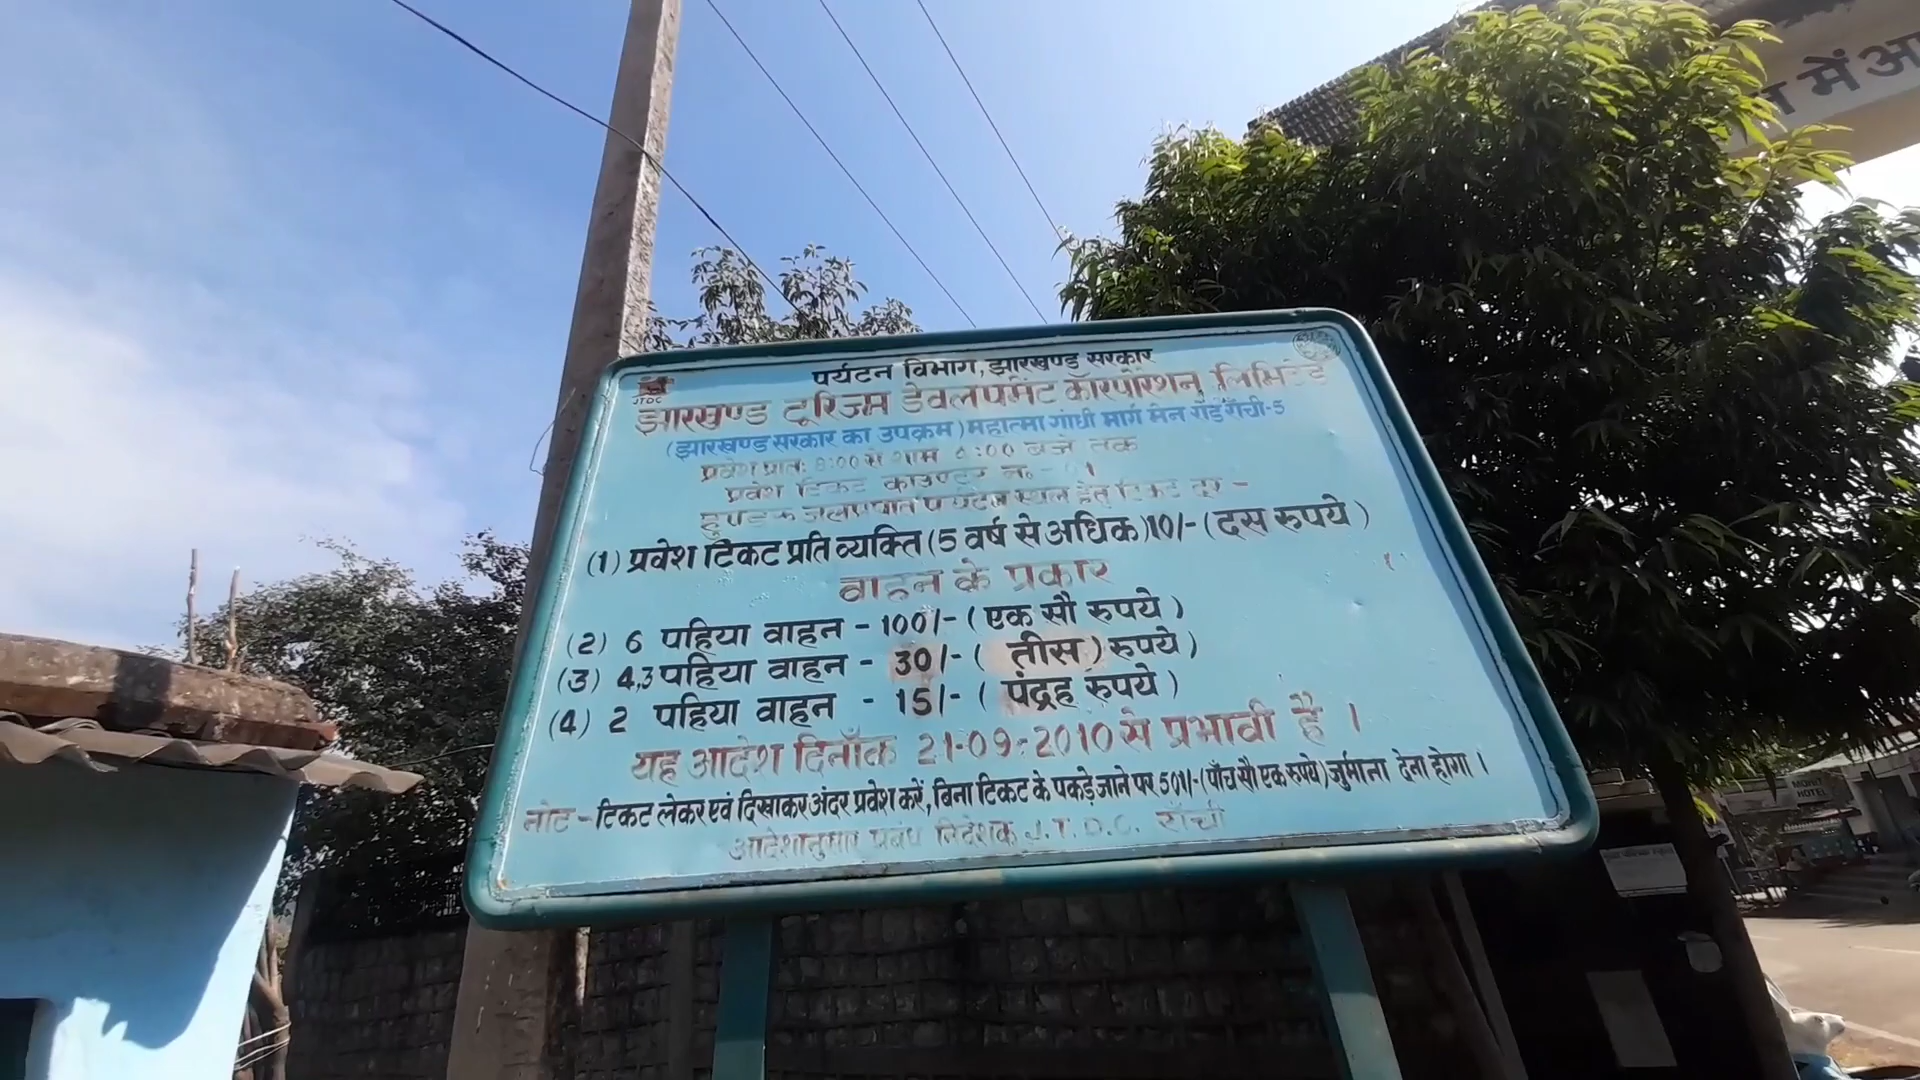 न में आ
पर्यटन विभाग, झारखण्ड सरकार
JTDC
झारखण्ड टूरिज्म डेवलपमेंट कॉरपोरेशन लिमिटेड
(झारखण्ड सरकार का उपक्रम) महात्मा गांधी मार्ग मेन रोड राँची-5
प्रवेश प्रातः 8:00 से शाम :00 बजे तक
प्रवेश टिकट काउण्टर न० - 01
हुण्डरू जलप्रपात पर्यटन स्थल हेतु टिकट दर -
(1) प्रवेश टिकट प्रति व्यक्ति (5 वर्ष से अधिक) 10/- (दस रुपये)
वाहन के प्रकार
(2) 6 पहिया वाहन - 100/- (एक सौ रुपये)
(3) 4,3 पहिया वाहन - 30/- ( तीस) रुपये)
(4) 2 पहिया वाहन - 15/- ( पंद्रह रुपये)
यह आदेश दिनाँक 21-09-2010 से प्रभावी है ।
नोट - टिकट लेकर एवं दिखाकर अंदर प्रवेश करें, बिना टिकट के पकड़े जाने पर 501/- (पाँच सौ एक रुपये) जुर्माना देना होगा ।
आदेशानुसार प्रबंध निदेशक J.T.D.C. राँची
HOTEL